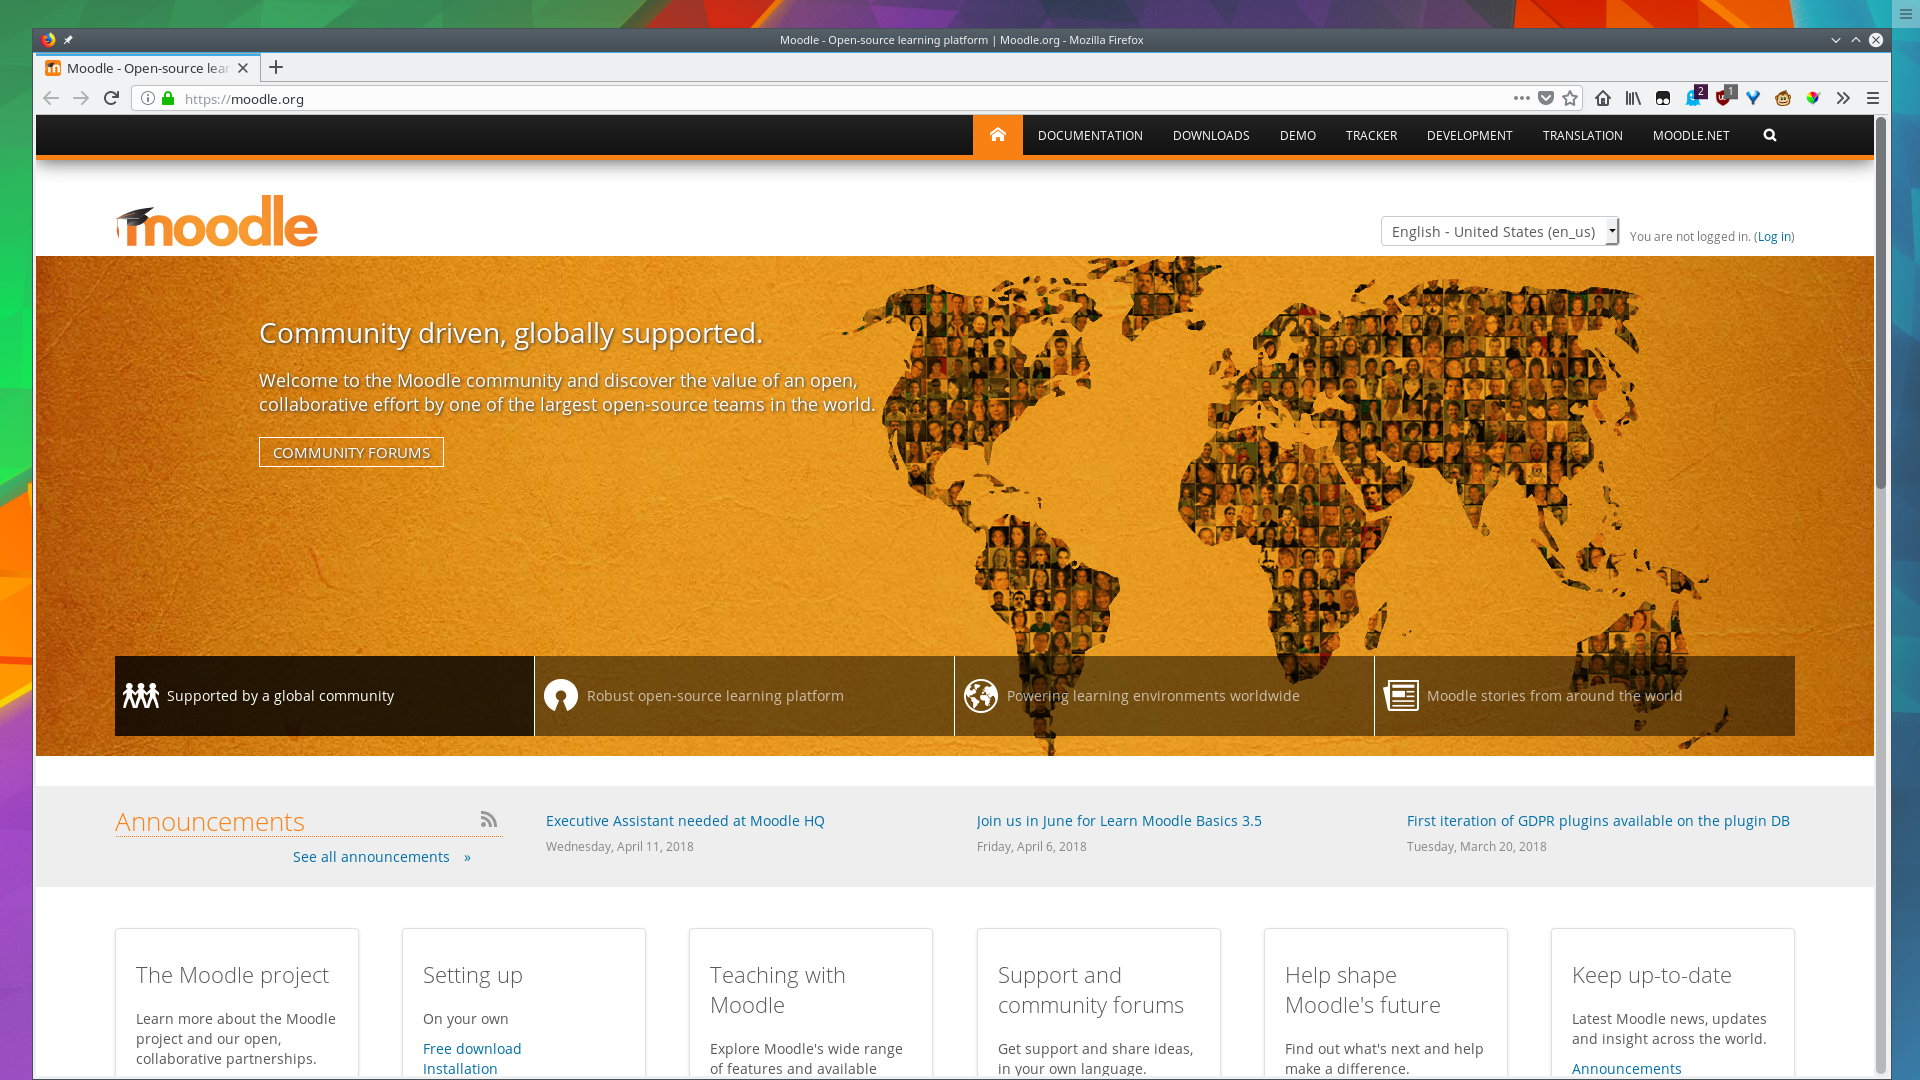 Moodle - Open-source learning platform | Moodle.org - Mozilla Firefox
Moodle - Open-source lear
https://moodle.org
2
1
DOCUMENTATION
DOWNLOADS
DEMO
TRACKER
DEVELOPMENT
TRANSLATION
MOODLE.NET
moodle
English - United States (en_us)
You are not logged in. (Log in)
Community driven, globally supported.
Welcome to the Moodle community and discover the value of an open,
collaborative effort by one of the largest open-source teams in the world.
COMMUNITY FORUMS
Supported by a global community
Robust open-source learning platform
Powering learning environments worldwide
Moodle stories from around the world
Announcements
See all announcements »
Executive Assistant needed at Moodle HQ
Wednesday, April 11, 2018
Join us in June for Learn Moodle Basics 3.5
Friday, April 6, 2018
First iteration of GDPR plugins available on the plugin DB
Tuesday, March 20, 2018
The Moodle project
Learn more about the Moodle
project and our open,
collaborative partnerships.
Setting up
On your own
Free download
Installation
Teaching with
Moodle
Explore Moodle's wide range
of features and available
Support and
community forums
Get support and share ideas,
in your own language.
Help shape
Moodle's future
Find out what's next and help
make a difference.
Keep up-to-date
Latest Moodle news, updates
and insight across the world.
Announcements